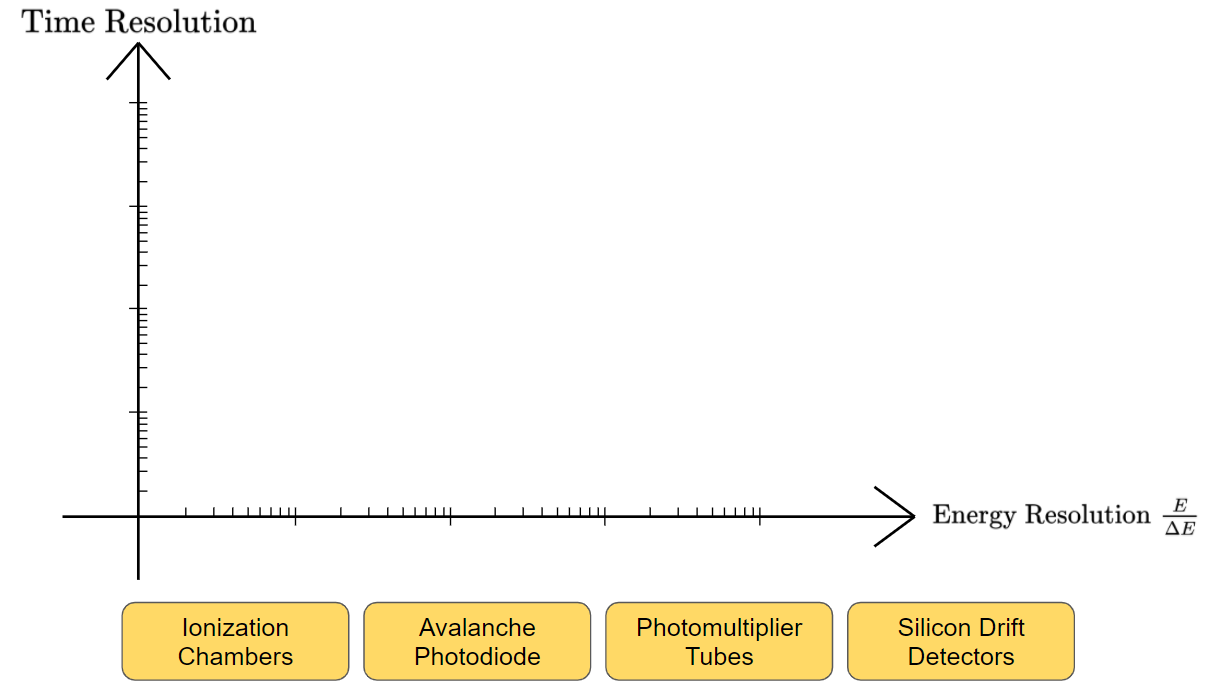 Time Resolution
Energy Resolution E/ΔE
Ionization
Chambers
Avalanche
Photodiode
Photomultiplier
Tubes
Silicon Drift
Detectors